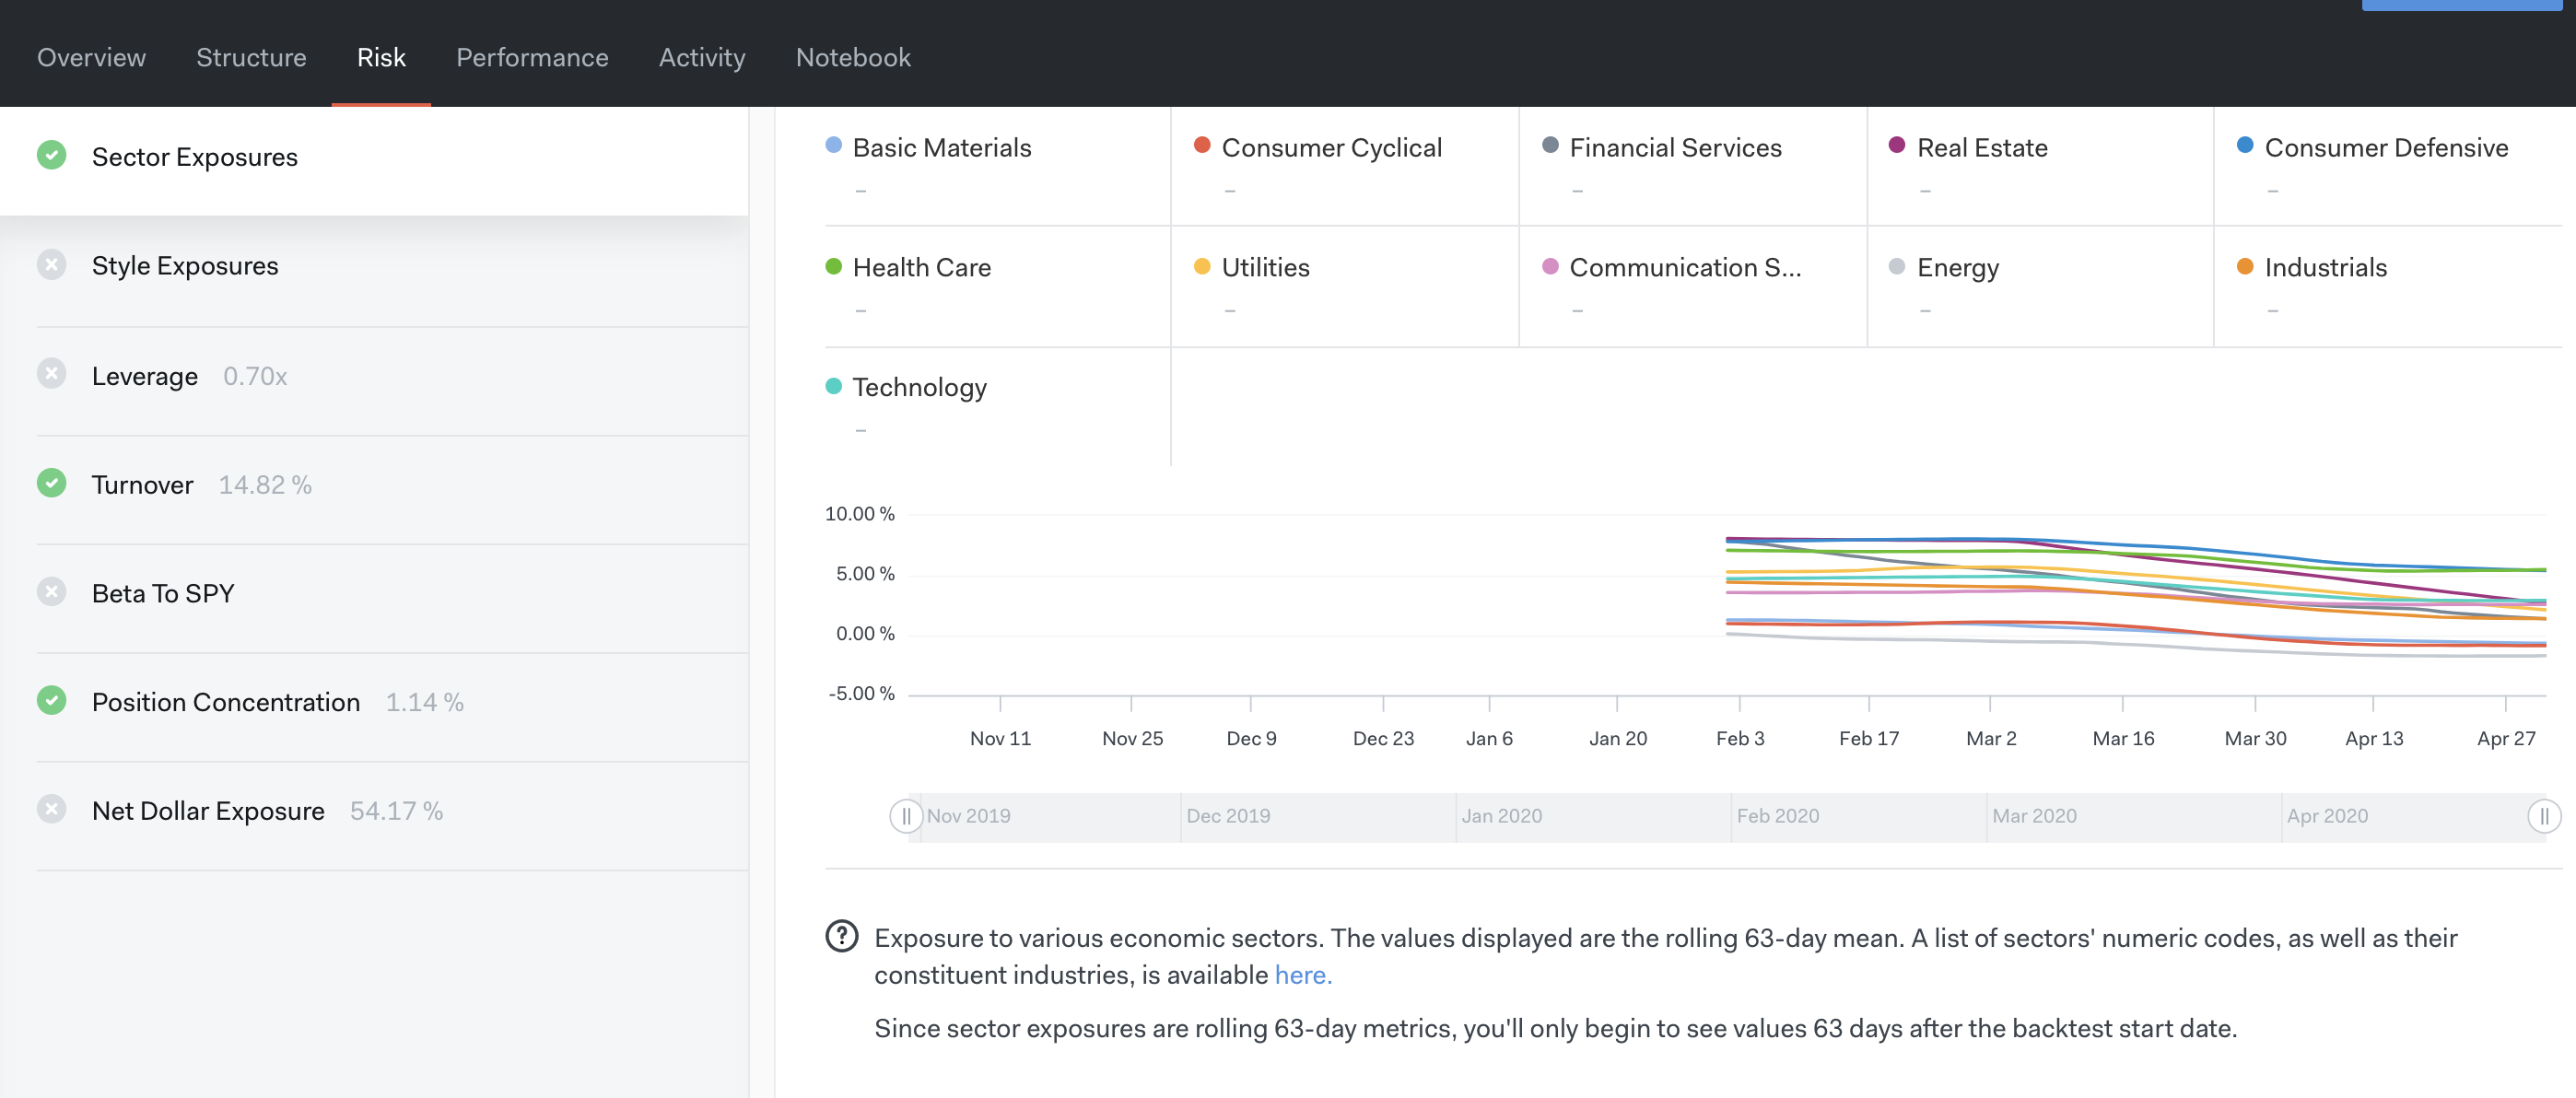 Overview Structure Risk Performance Activity Notebook
Sector Exposures
Style Exposures
Leverage 0.70x
Turnover 14.82 %
Beta To SPY
Position Concentration 1.14 %
Net Dollar Exposure 54.17 %
Basic Materials Consumer Cyclical Financial Services Real Estate Consumer Defensive
– – – – –
Health Care Utilities Communication S... Energy Industrials
– – – – –
Technology
–
10.00 %
5.00 %
0.00 %
-5.00 %
Nov 11 Nov 25 Dec 9 Dec 23 Jan 6 Jan 20 Feb 3 Feb 17 Mar 2 Mar 16 Mar 30 Apr 13 Apr 27
Nov 2019 Dec 2019 Jan 2020 Feb 2020 Mar 2020 Apr 2020
Exposure to various economic sectors. The values displayed are the rolling 63-day mean. A list of sectors' numeric codes, as well as their
constituent industries, is available here.
Since sector exposures are rolling 63-day metrics, you'll only begin to see values 63 days after the backtest start date.